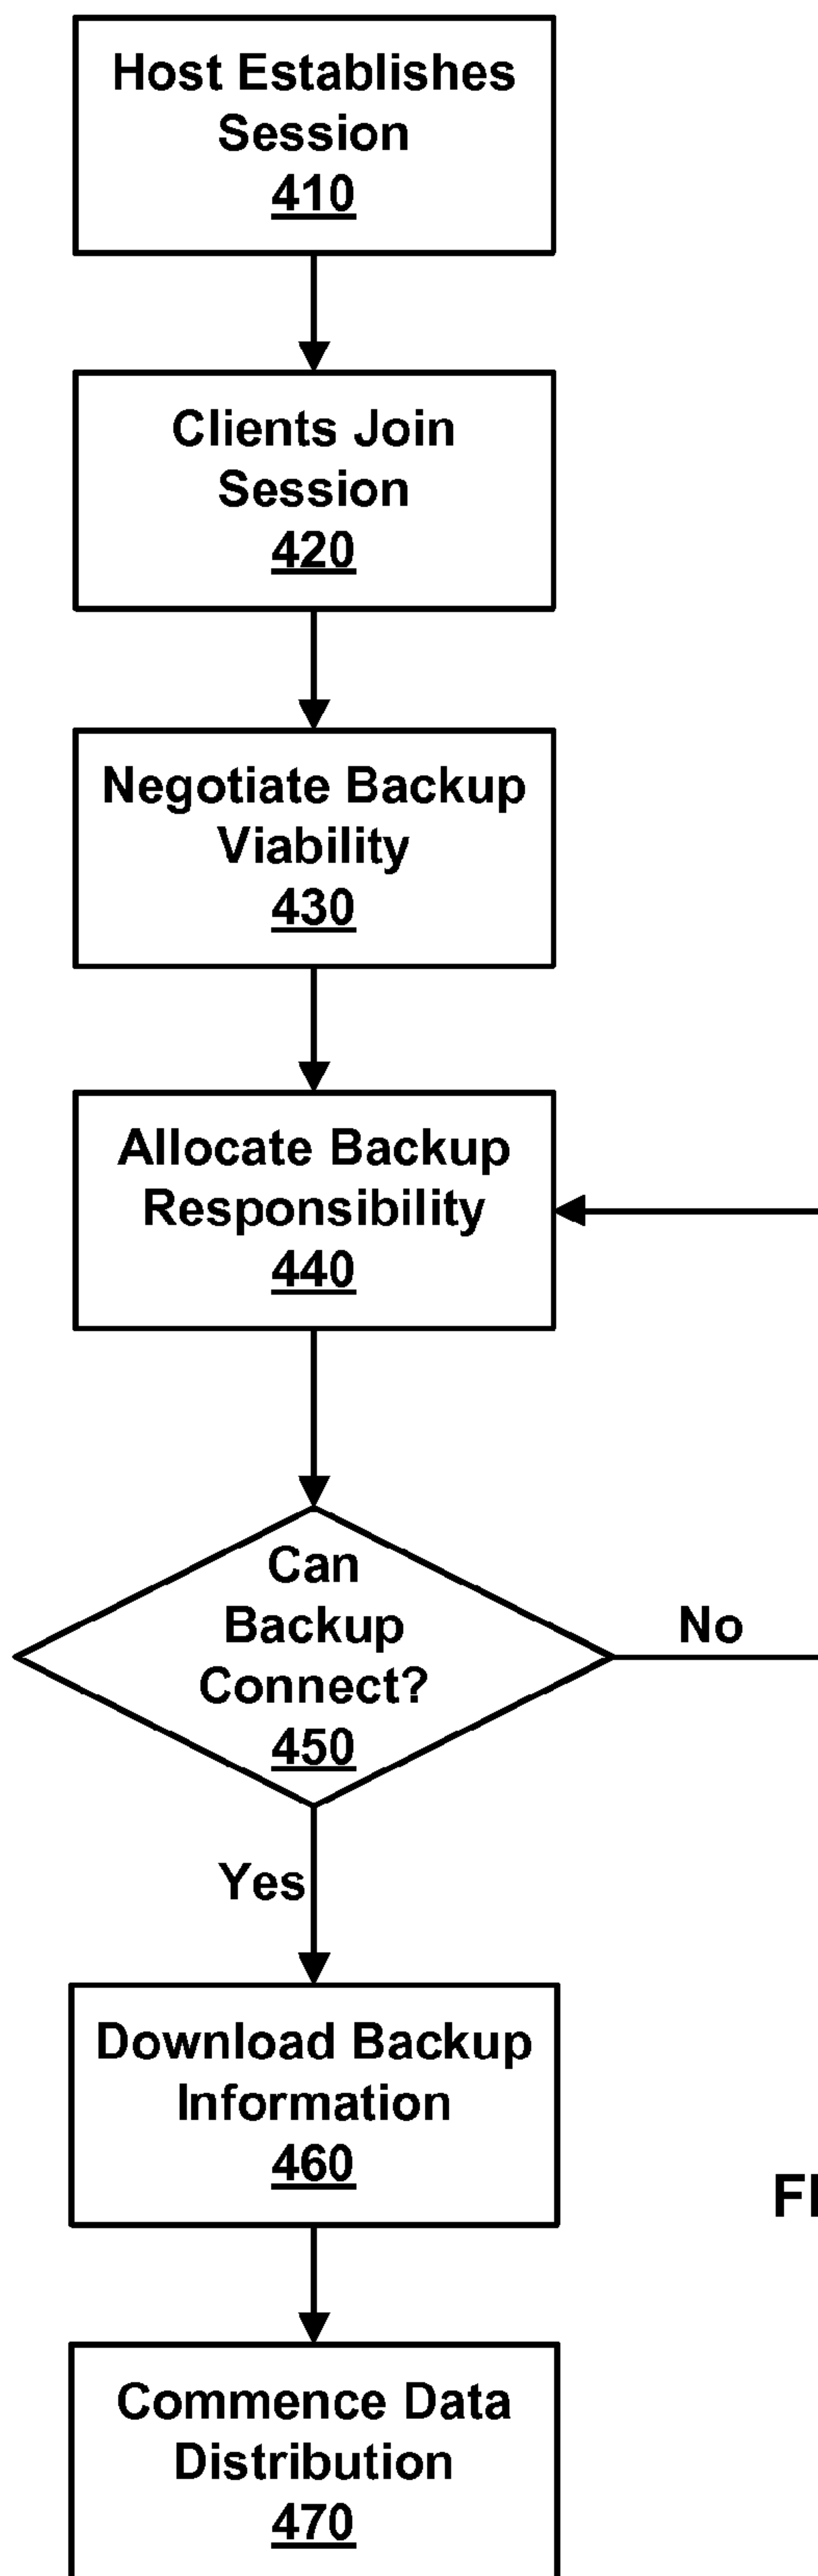 Host Establishes
Session
410
Clients Join
Session
420
Negotiate Backup
Viability
430
Allocate Backup
Responsibility
440
Can
Backup
Connect?
450
No
Yes
Download Backup
Information
460
Commence Data
Distribution
470